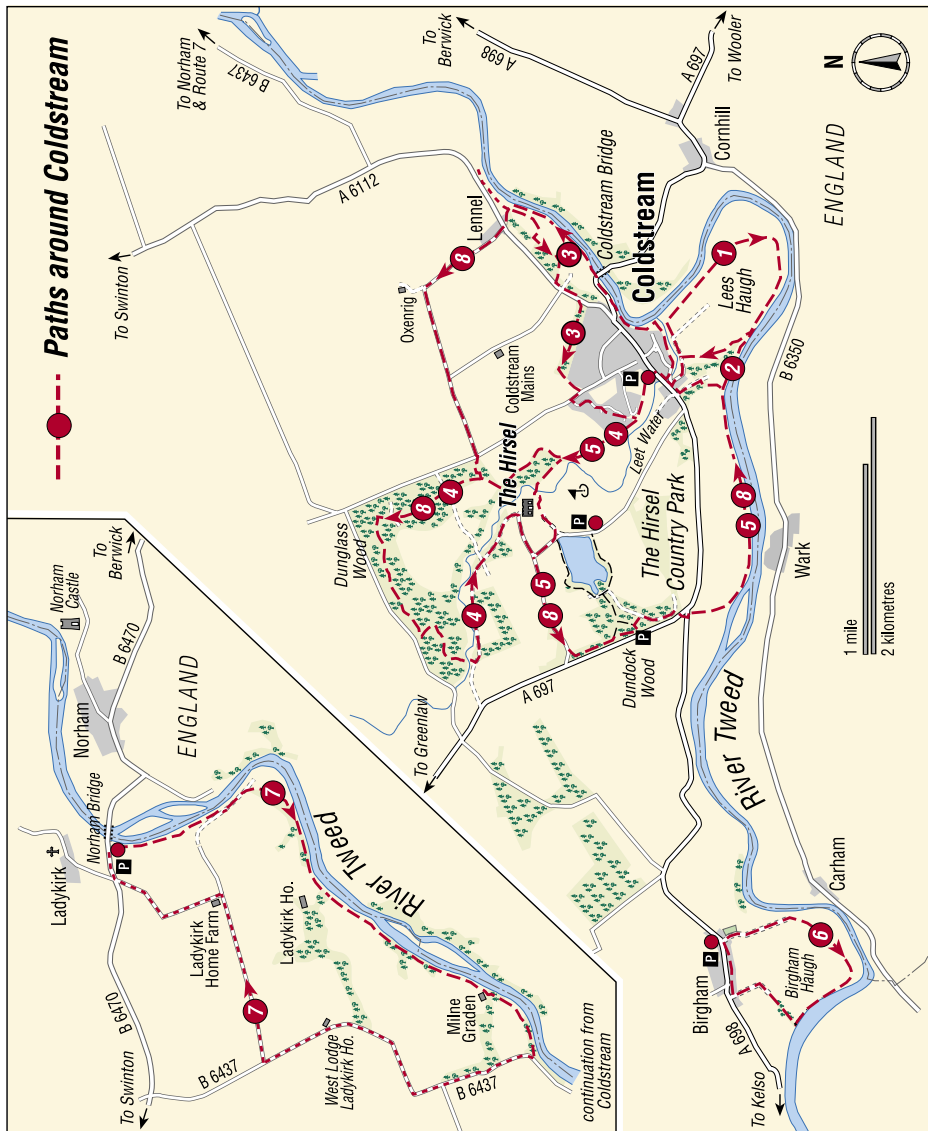 Paths around Coldstream
To Swinton
B 6470
Ladykirk
Norham Bridge
P
Norham
Norham
Castle
To
Berwick
B 6470
ENGLAND
Ladykirk
Home Farm
7
7
Ladykirk Ho.
River Tweed
B 6437
West Lodge
Ladykirk Ho.
Milne
Graden
B 6437
continuation from
Coldstream
To Swinton
A 6112
To Norham
& Route 7
B 6437
To
Berwick
A 698
A 697
To Wooler
N
Cornhill
ENGLAND
Lennel
8
Oxenrig
3
Coldstream Bridge
Coldstream
3
Coldstream
Mains
1
Lees
Haugh
2
B 6350
P
Leet Water
4
5
The Hirsel
Dunglass
Wood
4
8
4
5
8
P
The Hirsel
Country Park
Dundock
Wood
P
A 697
To Greenlaw
8
5
Wark
1 mile
2 kilometres
River Tweed
Carham
Birgham
P
6
Birgham
Haugh
A 698
To Kelso